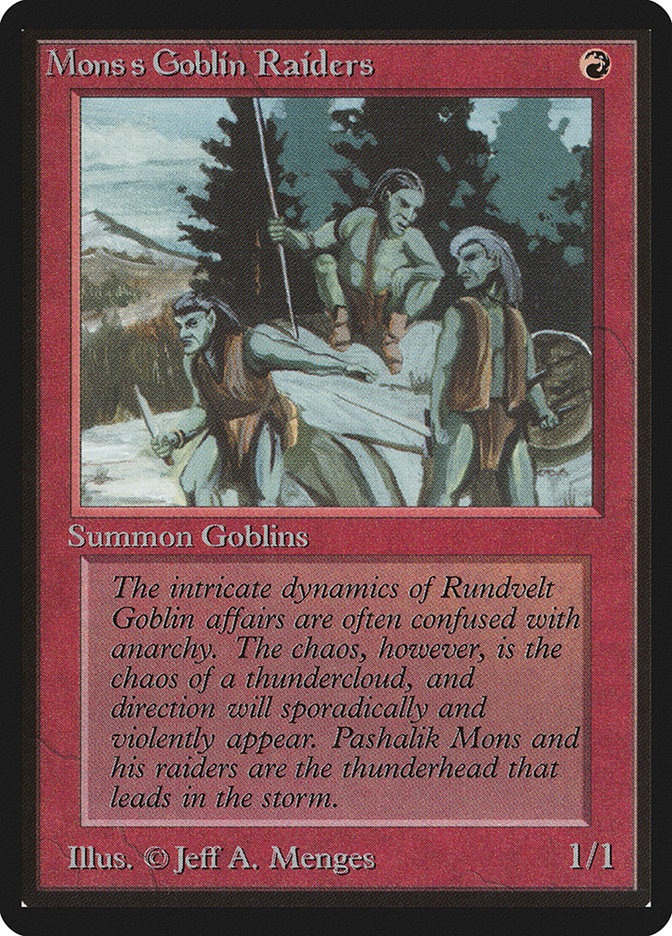 Mons s Goblin Raiders
Summon Goblins
The intricate dynamics of Rundvelt
Goblin affairs are often confused with
anarchy. The chaos, however, is the
chaos of a thundercloud, and
direction will sporadically and
violently appear. Pashalik Mons and
his raiders are the thunderhead that
leads in the storm.
Illus. © Jeff A. Menges
1/1